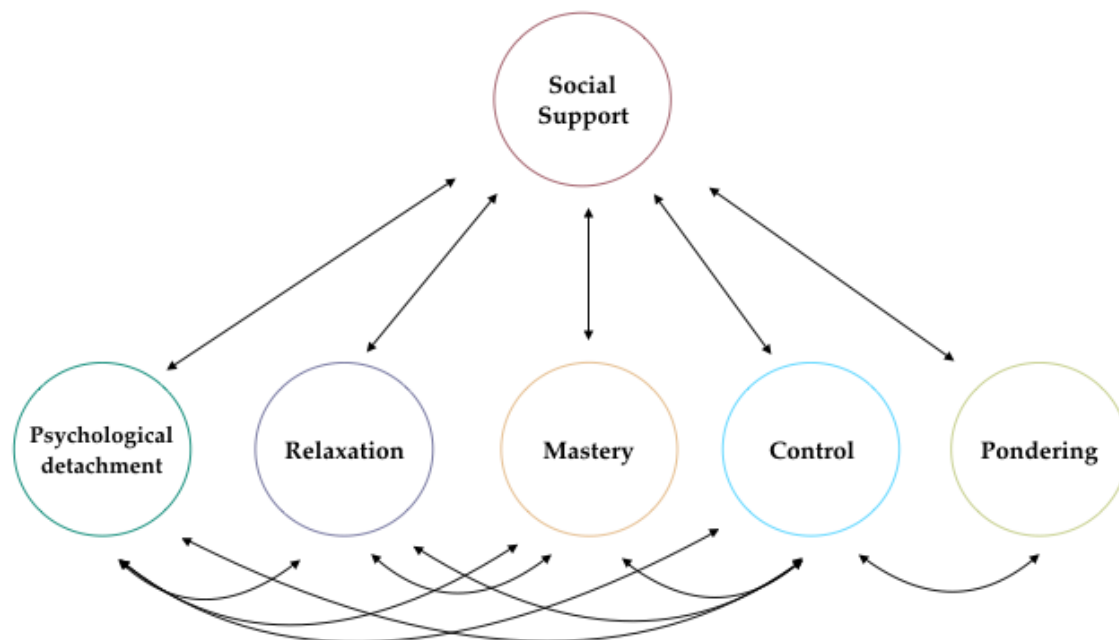 Social
Support
Psychological
detachment
Relaxation
Mastery
Control
Pondering